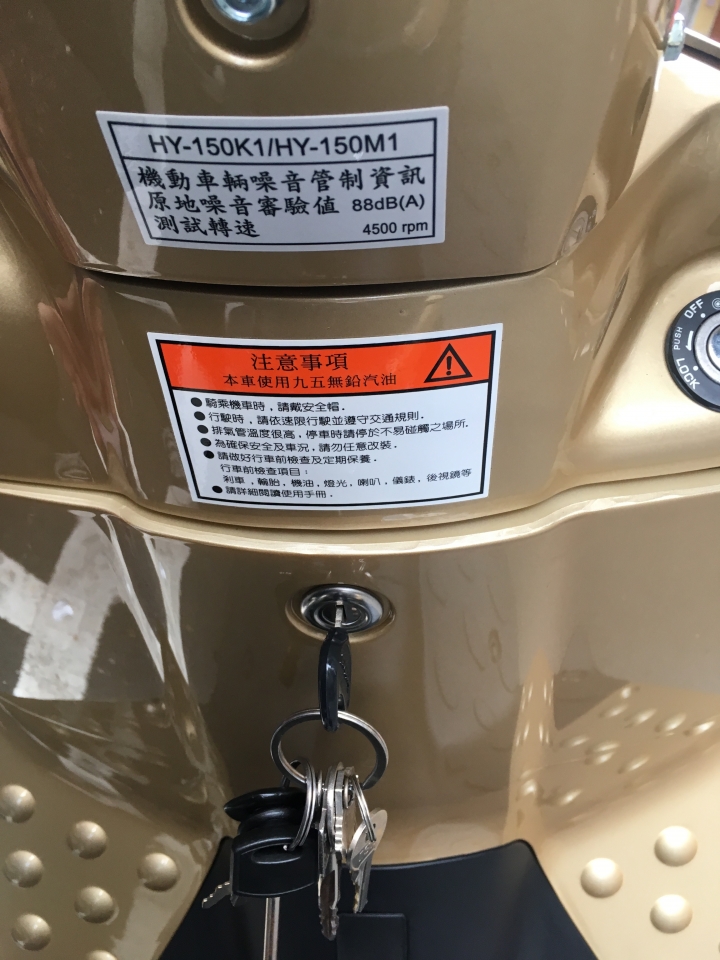 HY-150K1/HY-150M1
機動車輛噪音管制資訊
原地噪音審驗值 88dB(A)
測試轉速 4500 rpm
OFF
PUSH
LOCK
注意事項
本車使用九五無鉛汽油
●騎乘機車時，請戴安全帽．
●行駛時，請依速限行駛並遵守交通規則．
●排氣管溫度很高，停車時請停於不易碰觸之場所．
●為確保安全及車況，請勿任意改裝．
●請做好行車前檢查及定期保養．
行車前檢查項目：
剎車，輪胎，機油，燈光，喇叭，儀錶，後視鏡等
●請詳細閱讀使用手冊．